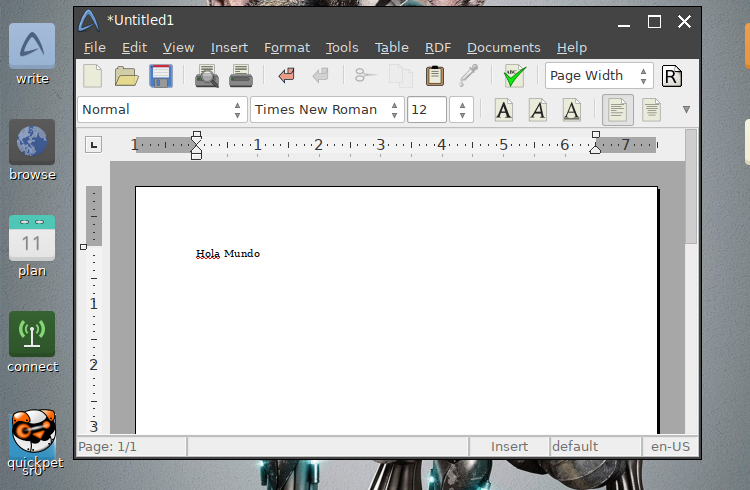 *Untitled1
File Edit View Insert Format Tools Table RDF Documents Help
Page Width
Normal Times New Roman 12
1 1 2 3 4 5 6 7
Hola Mundo
1
2
3
Page: 1/1 Insert default en-US
write
browse
11
plan
connect
quickpet